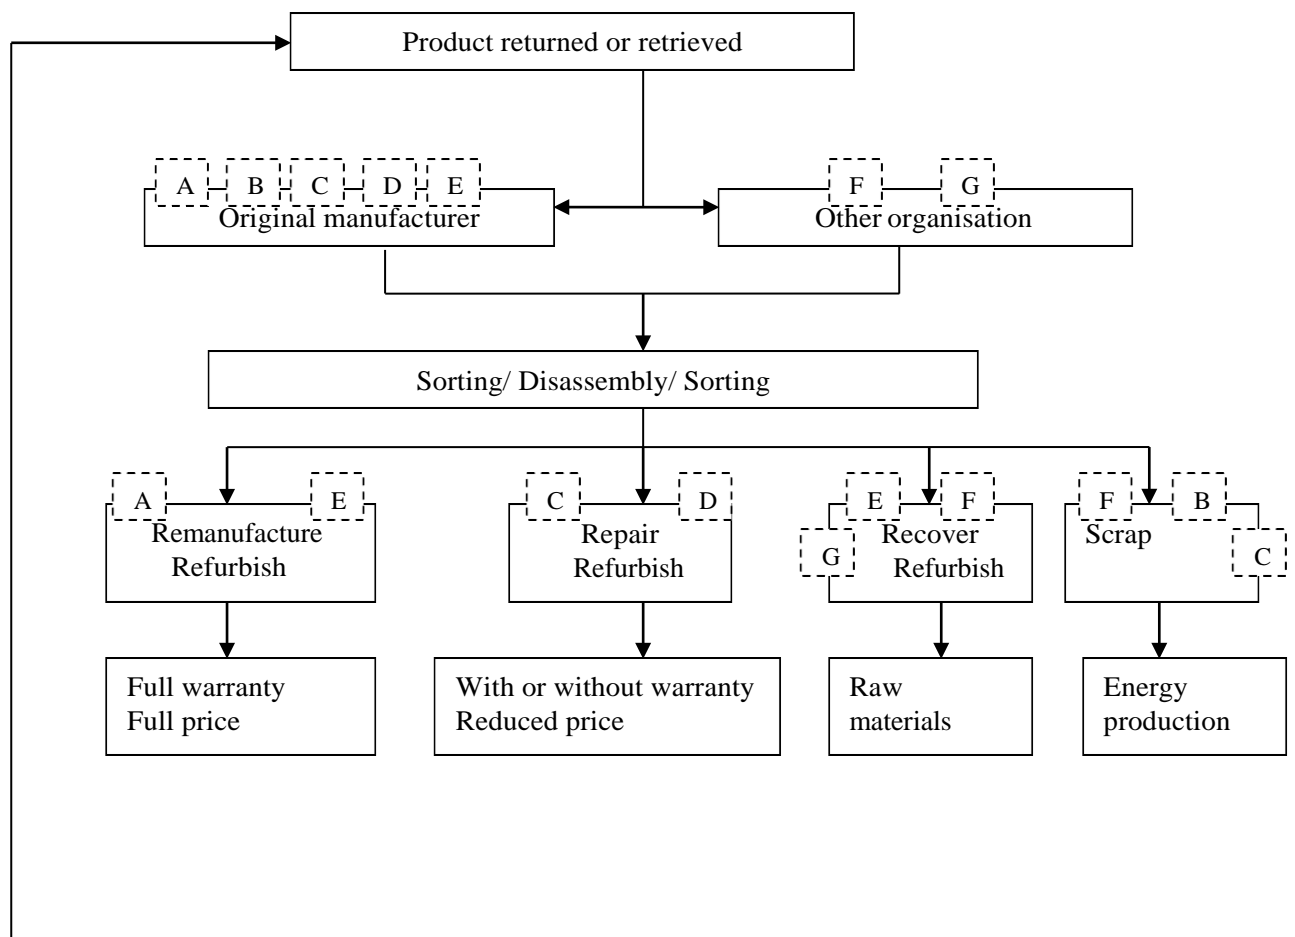 Product returned or retrieved
A B C D E
F G
Original manufacturer
Other organisation
Sorting/ Disassembly/ Sorting
A E
C D
E F
F B
Remanufacture
Refurbish
Repair
Refurbish
G
Recover
Refurbish
Scrap
C
Full warranty
Full price
With or without warranty
Reduced price
Raw
materials
Energy
production